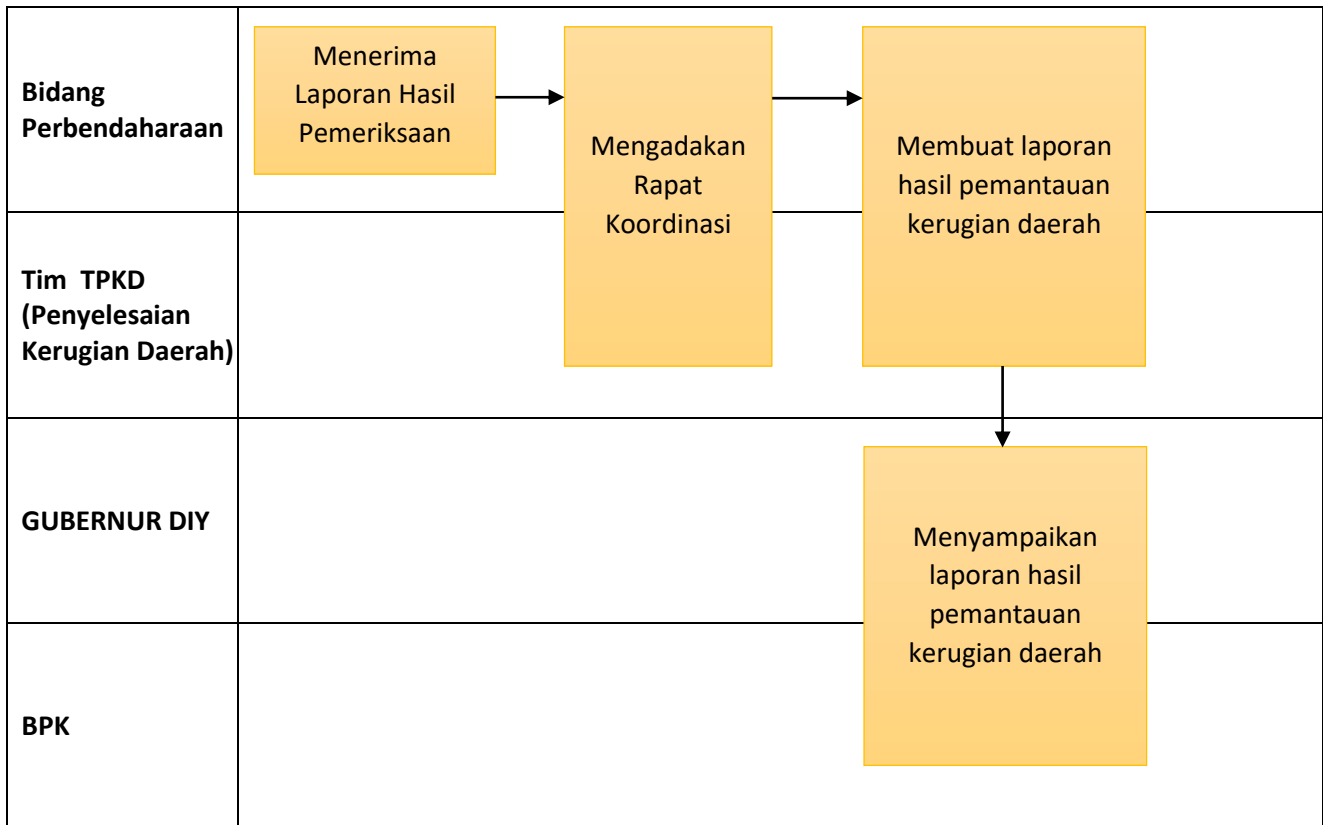 Bidang
Perbendaharaan
Menerima
Laporan Hasil
Pemeriksaan
Mengadakan
Rapat
Koordinasi
Membuat laporan
hasil pemantauan
kerugian daerah
Tim TPKD
(Penyelesaian
Kerugian Daerah)
GUBERNUR DIY
Menyampaikan
laporan hasil
pemantauan
kerugian daerah
BPK